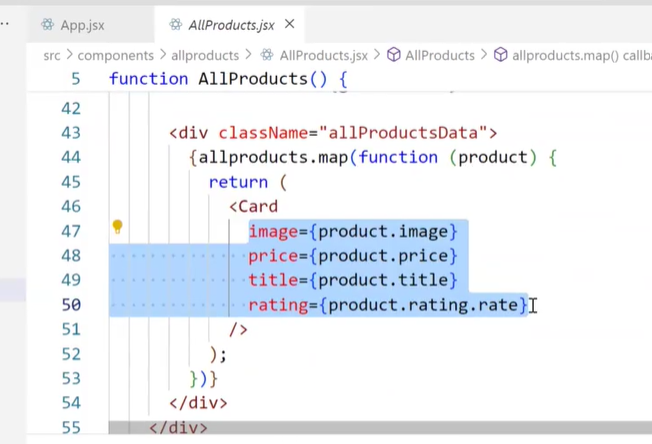 App.jsx
AllProducts.jsx
src > components > allproducts > AllProducts.jsx > AllProducts > allproducts.map() callb
5 function AllProducts() {
42
43 <div className="allProductsData">
44 {allproducts.map(function (product) {
45 return (
46 <Card
47 image={product.image}
48 price={product.price}
49 title={product.title}
50 rating={product.rating.rate}
51 />
52 );
53 })}
54 </div>
55 </div>